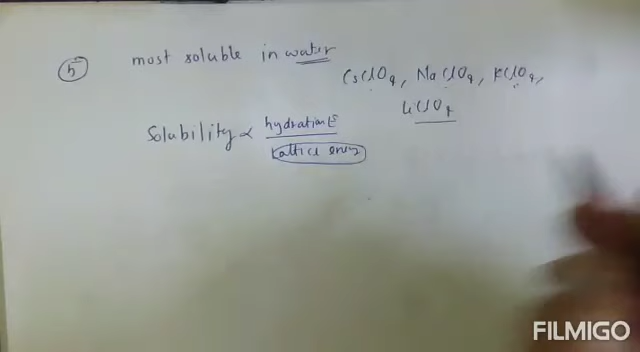 5
most soluble in water
CsClO4, NaClO4, KClO4,
LiClO4
Solubility ∝ hydration E
Lattice energy
FILMIGO